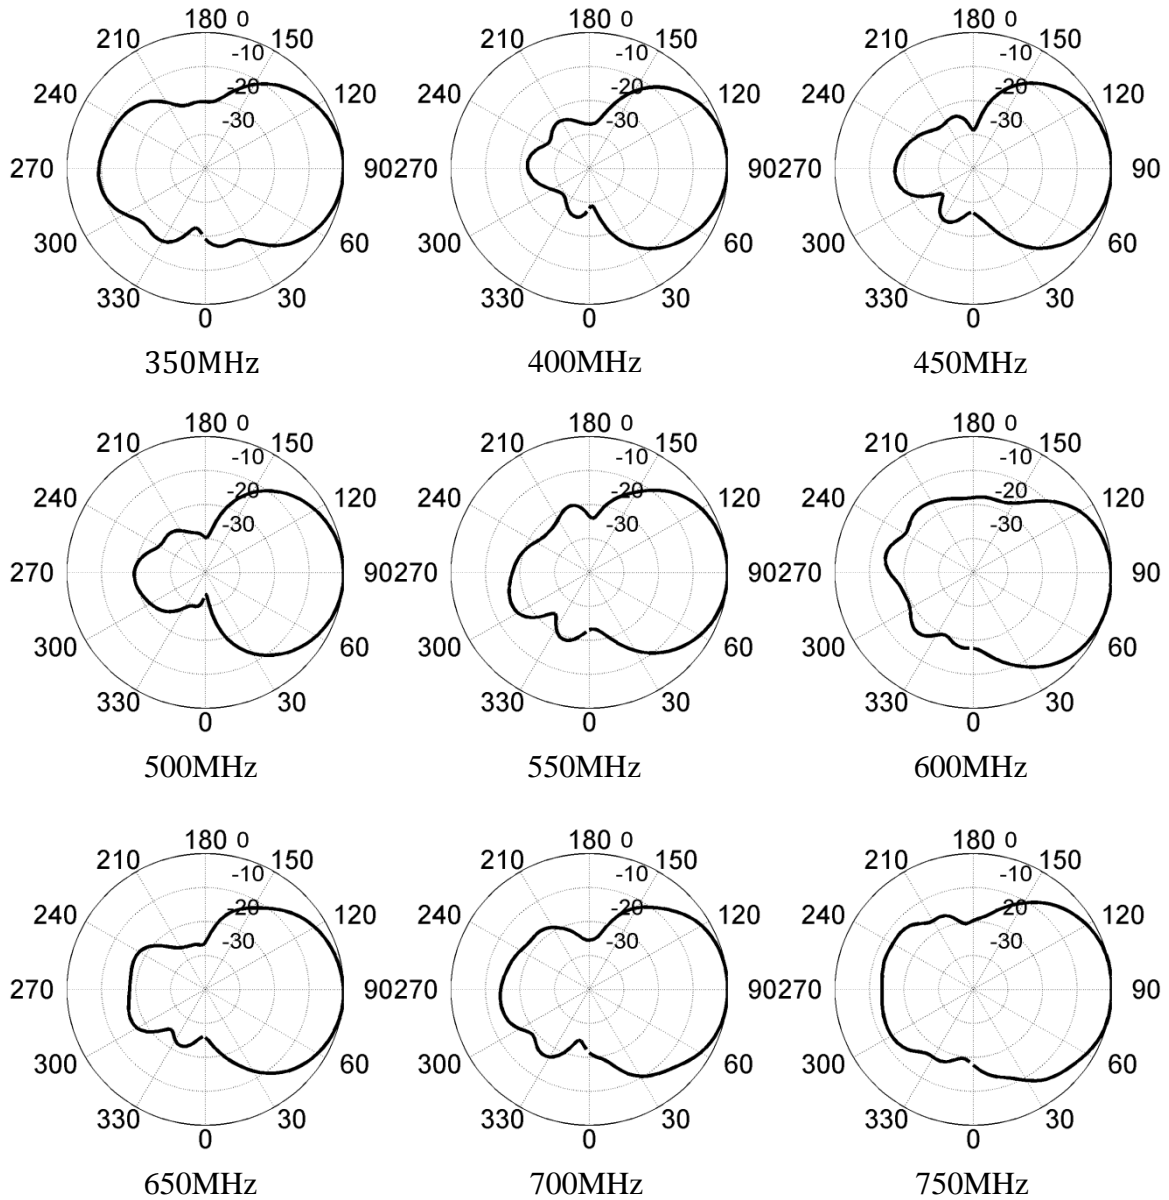 180 0 180 0 180 0
210 -10 150 210 -10 150 210 -10 150
240 -20 120 240 -20 120 240 -20 120
-30 -30 -30
270 90 270 90 270 90
300 60 300 60 300 60
330 30 330 30 330 30
0 0 0
350MHz 400MHz 450MHz
180 0 180 0 180 0
210 -10 150 210 -10 150 210 -10 150
240 -20 120 240 -20 120 240 -20 120
-30 -30 -30
270 90 270 90 270 90
300 60 300 60 300 60
330 30 330 30 330 30
0 0 0
500MHz 550MHz 600MHz
180 0 180 0 180 0
210 -10 150 210 -10 150 210 -10 150
240 -20 120 240 -20 120 240 -20 120
-30 -30 -30
270 90 270 90 270 90
300 60 300 60 300 60
330 30 330 30 330 30
0 0 0
650MHz 700MHz 750MHz